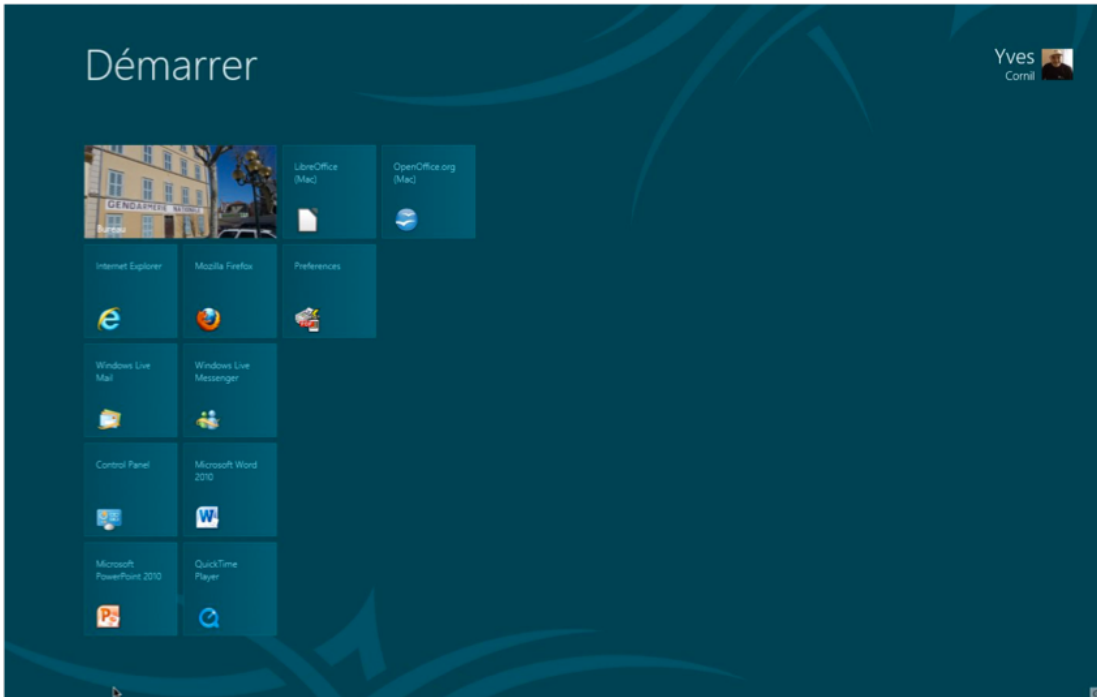 Démarrer
Yves
Cornil
GENDARMERIE NATIONALE
Bureau
LibreOffice
(Mac)
OpenOffice.org
(Mac)
Internet Explorer
Mozilla Firefox
Preferences
Windows Live
Mail
Windows Live
Messenger
Control Panel
Microsoft Word
2010
Microsoft
PowerPoint 2010
QuickTime
Player